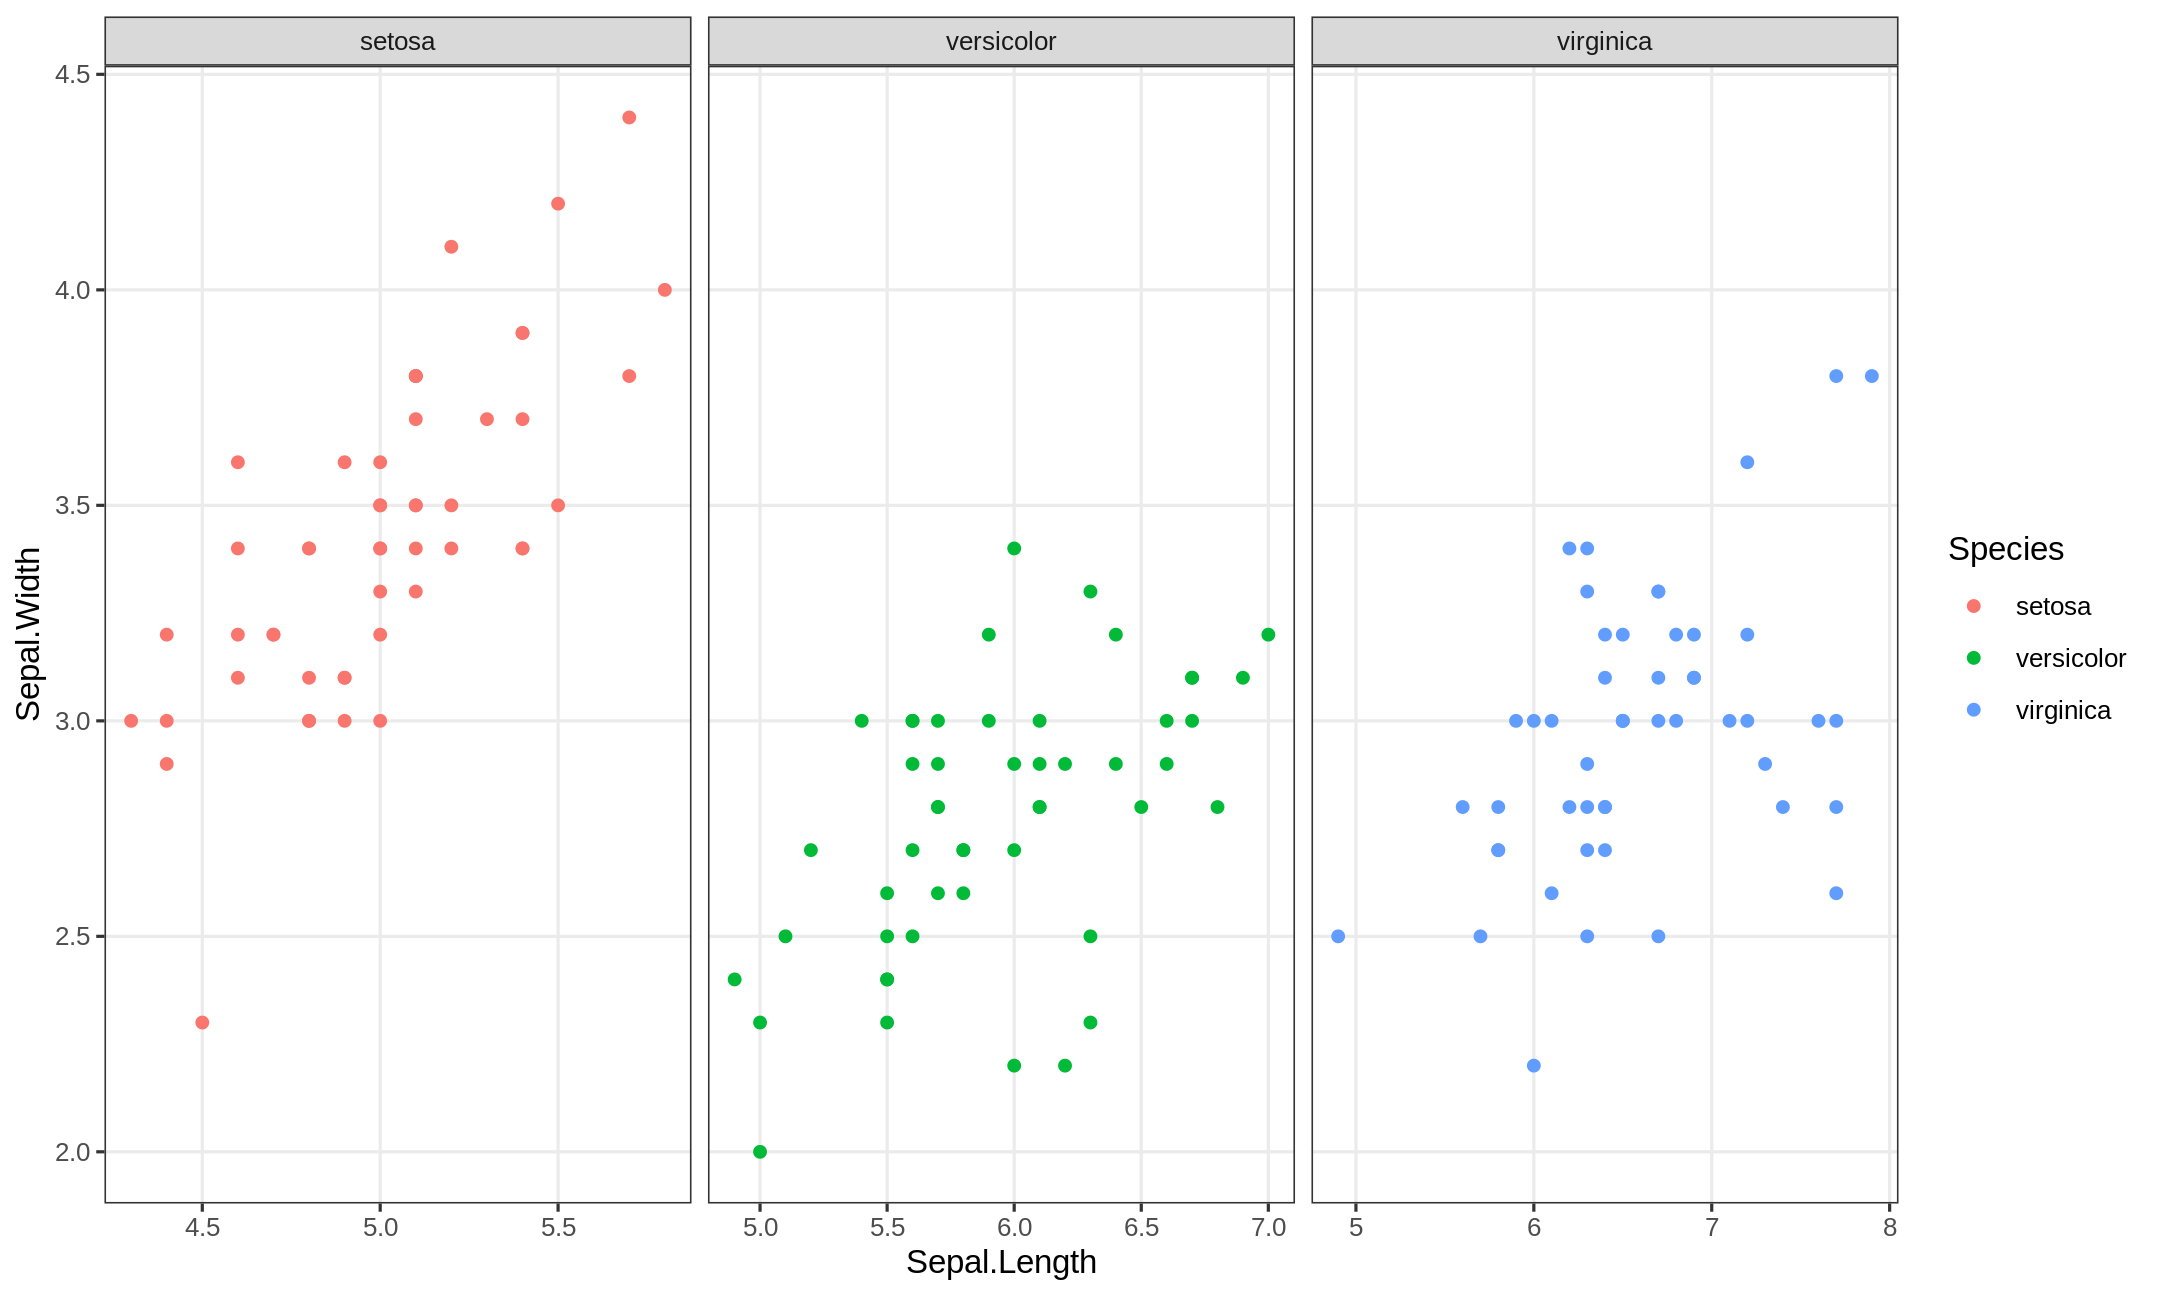 setosa
versicolor
virginica
4.5
4.0
3.5
3.0
2.5
2.0
Sepal.Width
4.5 5.0 5.5
5.0 5.5 6.0 6.5 7.0
5 6 7 8
Sepal.Length
Species
setosa
versicolor
virginica